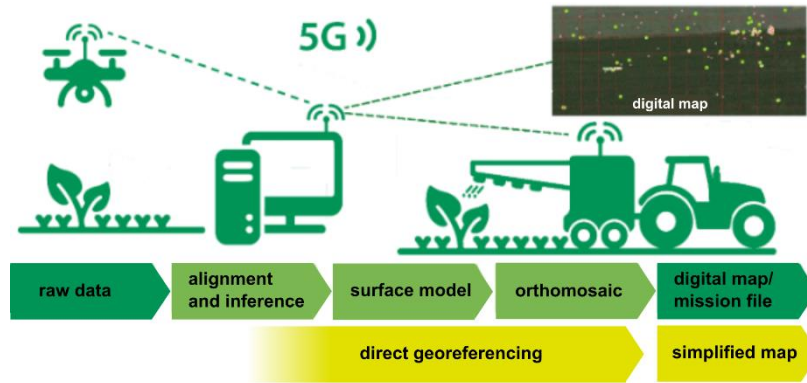 5G
digital map
raw data
alignment
and inference
surface model
orthomosaic
digital map/
mission file
direct georeferencing
simplified map